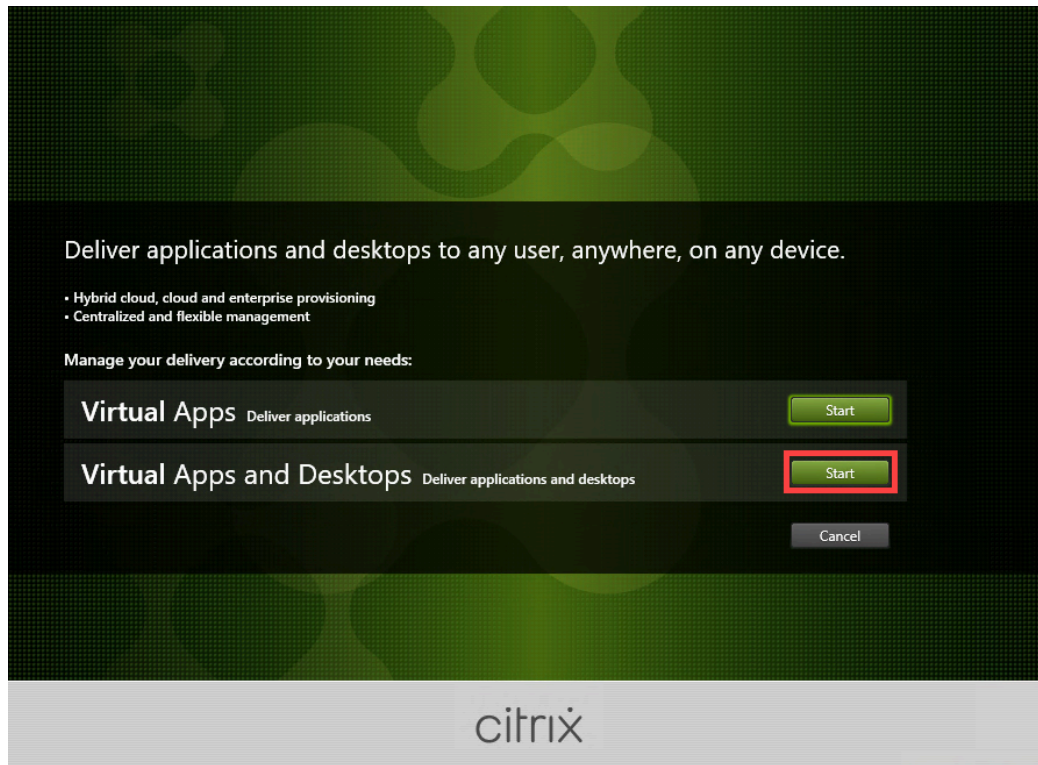 Deliver applications and desktops to any user, anywhere, on any device.
• Hybrid cloud, cloud and enterprise provisioning
• Centralized and flexible management
Manage your delivery according to your needs:
Virtual Apps Deliver applications Start
Virtual Apps and Desktops Deliver applications and desktops Start
Cancel
citrix